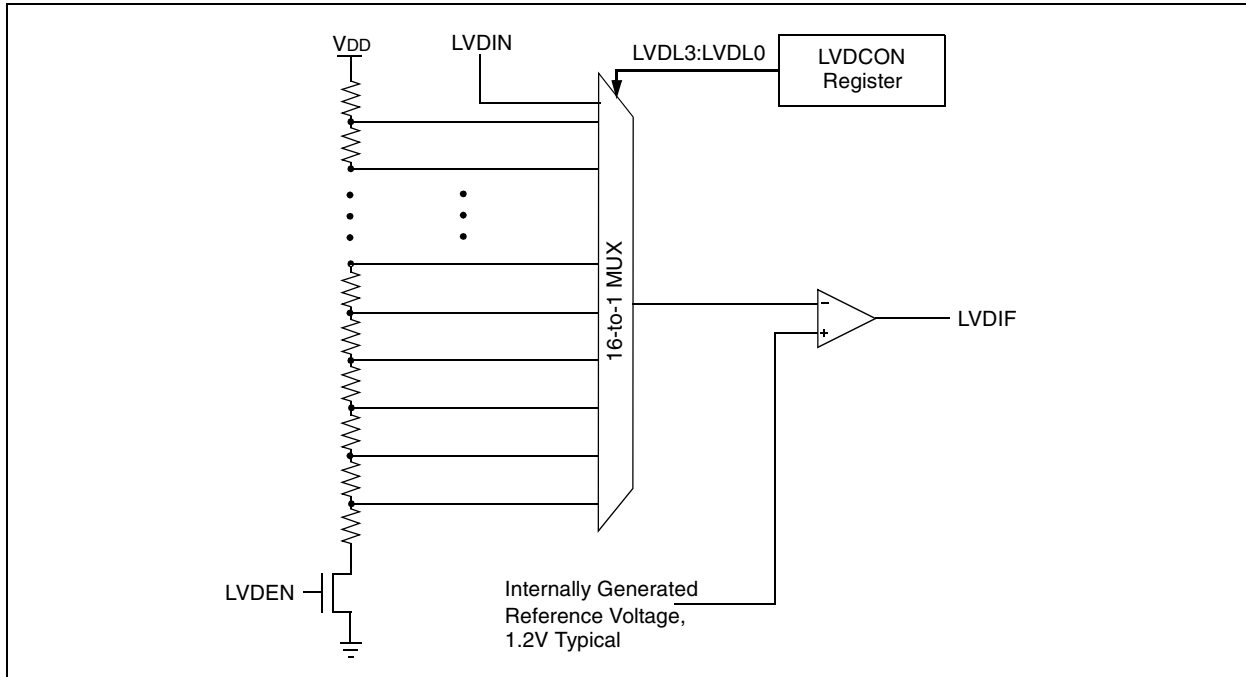 VDD
LVDIN
LVDL3:LVDL0
LVDCON
Register
16-to-1 MUX
–
+
LVDIF
LVDEN
Internally Generated
Reference Voltage,
1.2V Typical